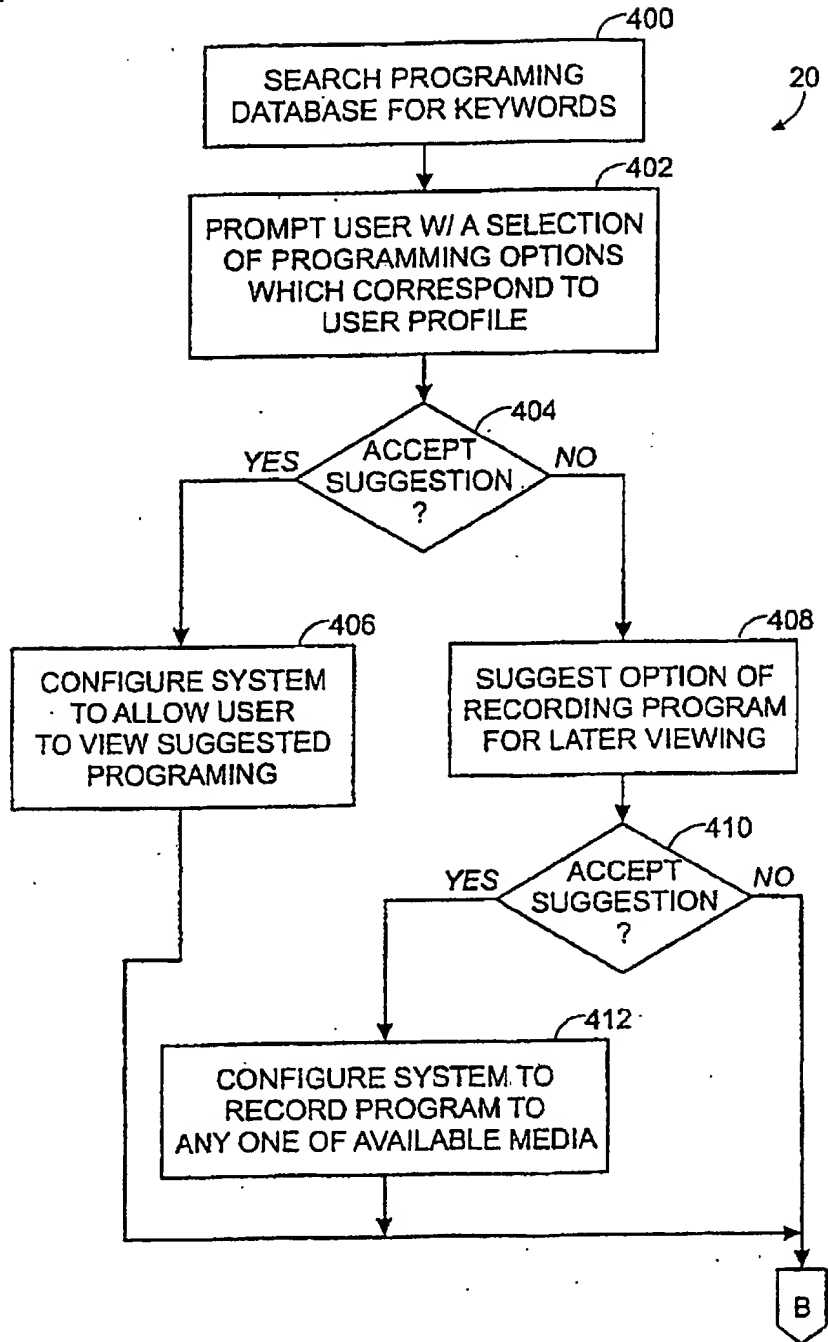 400
SEARCH PROGRAMING
DATABASE FOR KEYWORDS
20
402
PROMPT USER W/ A SELECTION
OF PROGRAMMING OPTIONS
WHICH CORRESPOND TO
USER PROFILE
404
YES
ACCEPT
SUGGESTION
?
NO
406
CONFIGURE SYSTEM
TO ALLOW USER
TO VIEW SUGGESTED
PROGRAMING
408
SUGGEST OPTION OF
RECORDING PROGRAM
FOR LATER VIEWING
410
YES
ACCEPT
SUGGESTION
?
NO
412
CONFIGURE SYSTEM TO
RECORD PROGRAM TO
ANY ONE OF AVAILABLE MEDIA
B